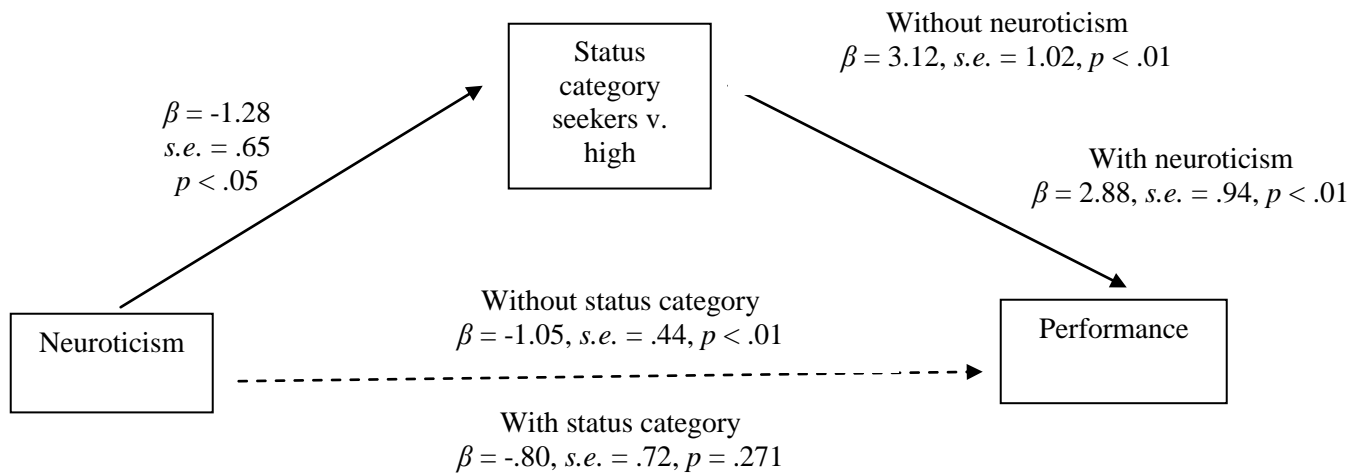 Without neuroticism
β = 3.12, s.e. = 1.02, p < .01
Status
category
seekers v.
high
β = -1.28
s.e. = .65
p < .05
With neuroticism
β = 2.88, s.e. = .94, p < .01
Without status category
β = -1.05, s.e. = .44, p < .01
Neuroticism
Performance
With status category
β = -.80, s.e. = .72, p = .271